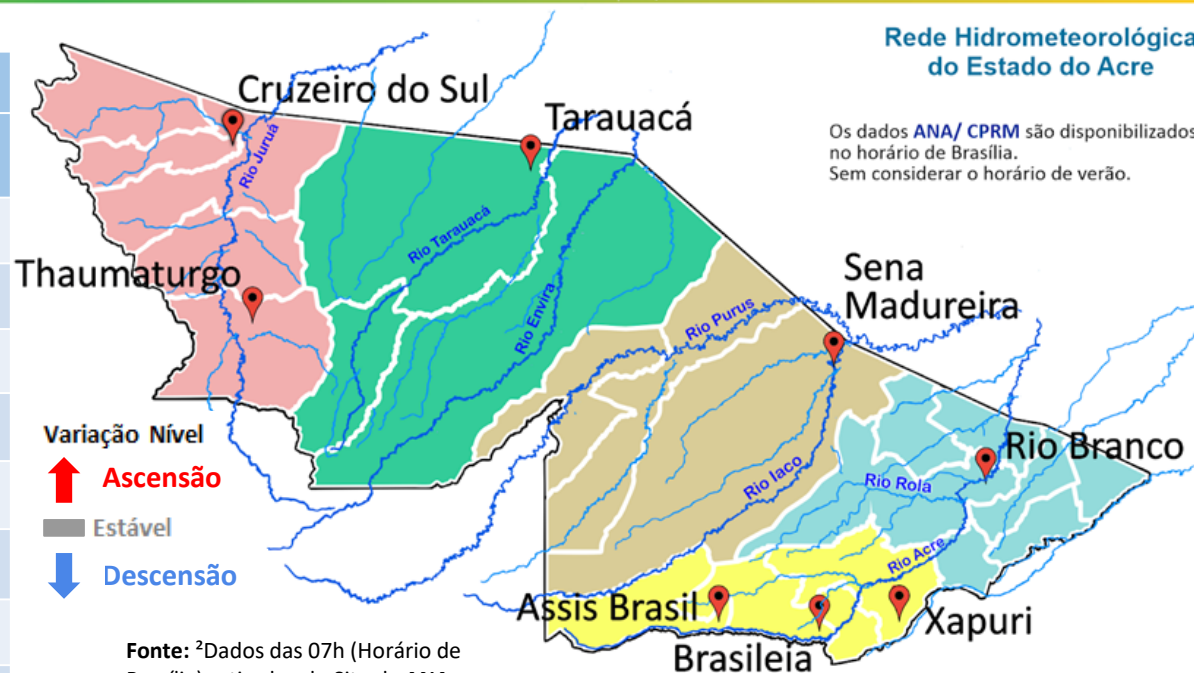 Rede Hidrometeorológica
do Estado do Acre
Os dados ANA/ CPRM são disponibilizados
no horário de Brasília.
Sem considerar o horário de verão.
Cruzeiro do Sul
Tarauacá
Rio Juruá
Rio Tarauacá
Thaumaturgo
Rio Envira
Sena
Madureira
Rio Purus
Variação Nível
Ascensão
Estável
Descensão
Rio Branco
Rio Iaco
Rio Rola
Rio Acre
Assis Brasil
Xapuri
Brasileia
Fonte: ²Dados das 07h (Horário de